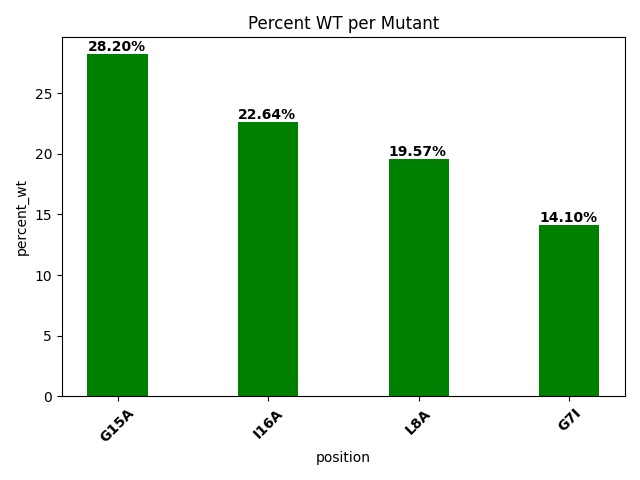 Percent WT per Mutant
28.20%
22.64%
19.57%
14.10%
percent_wt
25
20
15
10
5
0
G15A
I16A
L8A
G7I
position